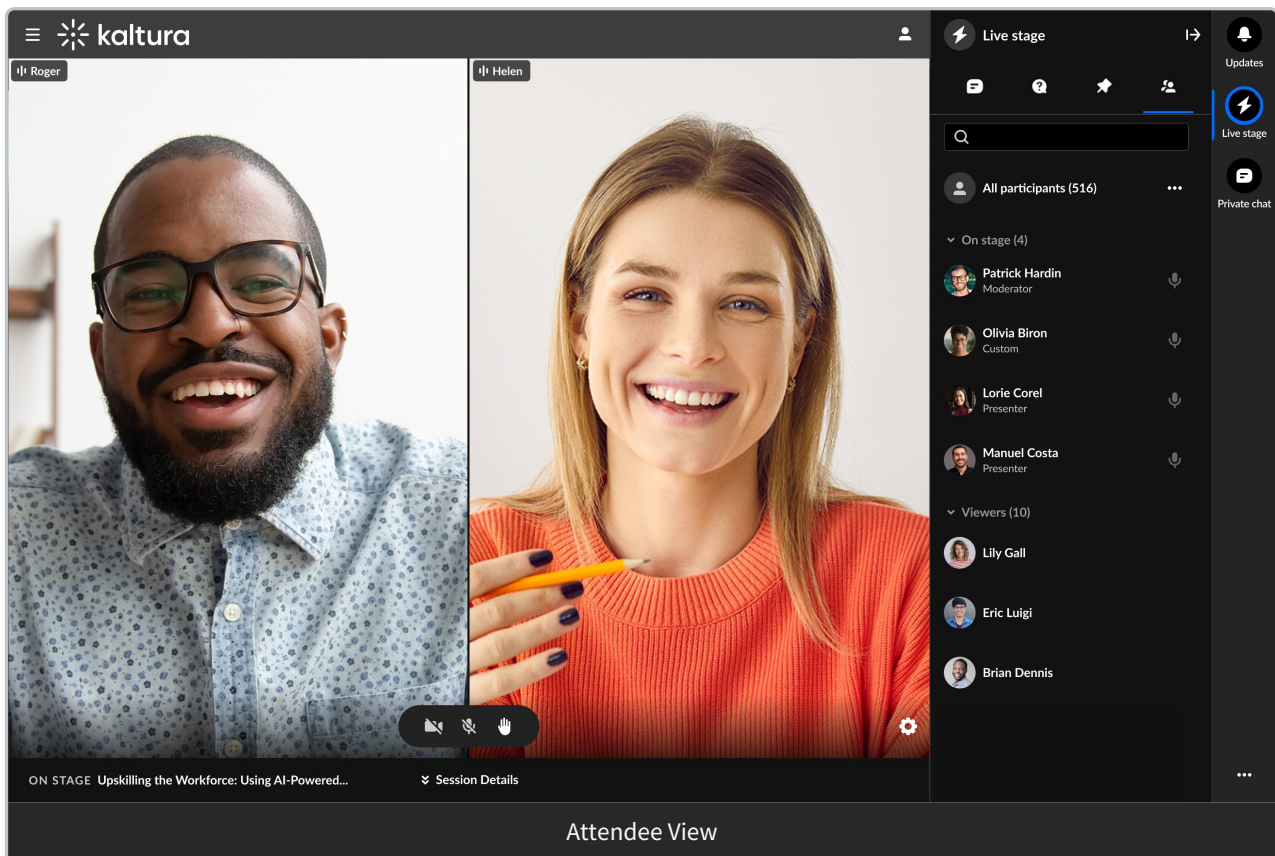 kaltura
Roger
Helen
Live stage
All participants (516)
On stage (4)
Patrick Hardin
Moderator
Olivia Biron
Custom
Lorie Corel
Presenter
Manuel Costa
Presenter
Viewers (10)
Lily Gall
Eric Luigi
Brian Dennis
Updates
Live stage
Private chat
ON STAGE Upskilling the Workforce: Using AI-Powered...
Session Details
Attendee View